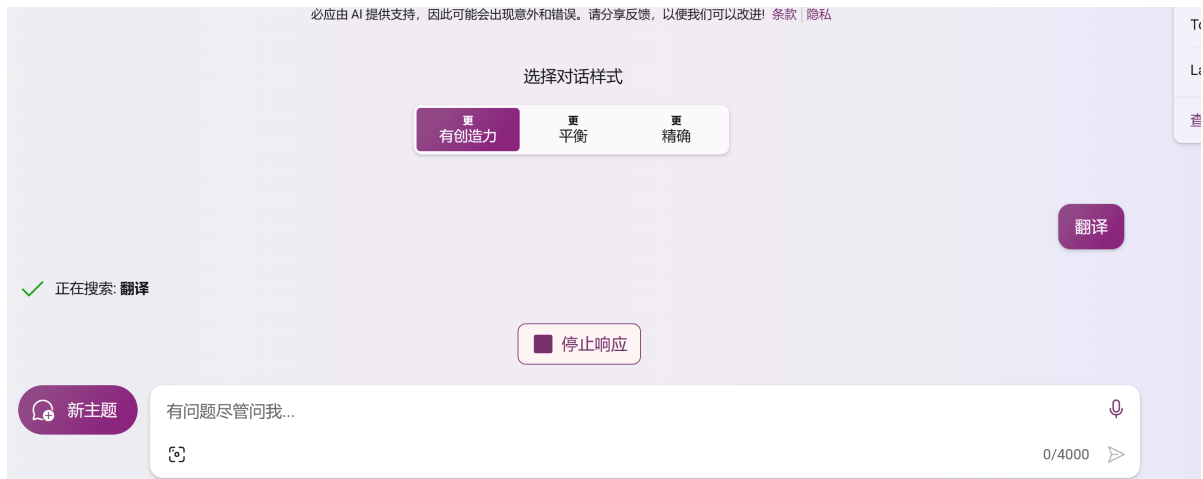 必应由 AI 提供支持，因此可能会出现意外和错误。请分享反馈，以便我们可以改进! 条款 隐私
选择对话样式
更 有创造力
更 平衡
更 精确
翻译
正在搜索: 翻译
停止响应
新主题
有问题尽管问我...
0/4000